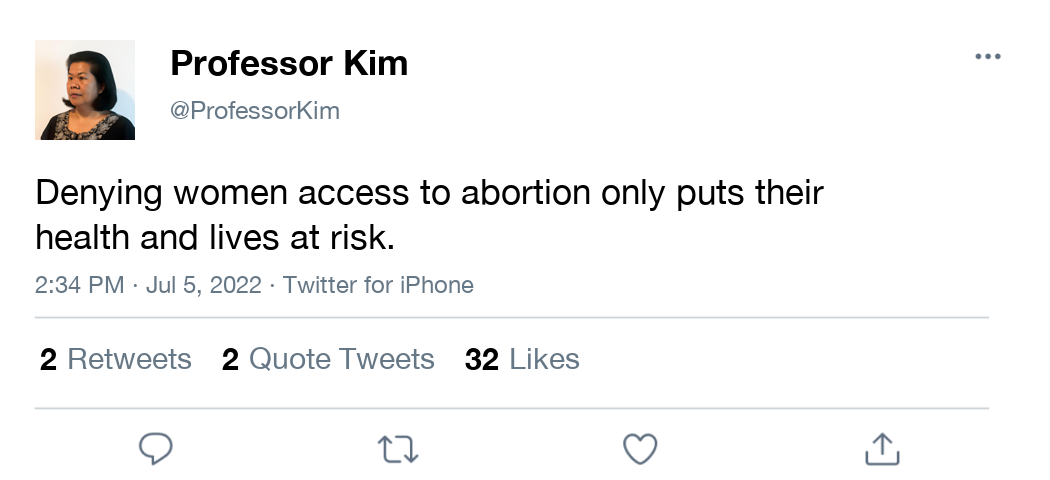 Professor Kim
@ProfessorKim
Denying women access to abortion only puts their
health and lives at risk.
2:34 PM · Jul 5, 2022 · Twitter for iPhone
2 Retweets 2 Quote Tweets 32 Likes